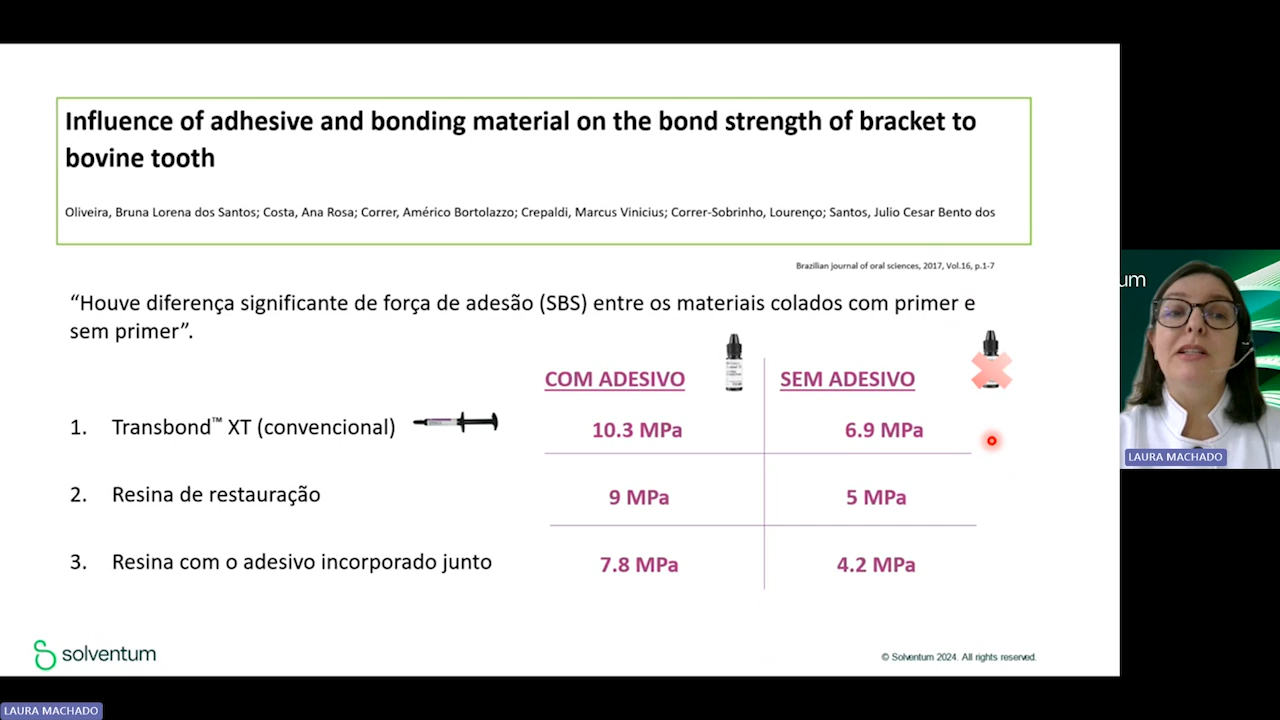 Influence of adhesive and bonding material on the bond strength of bracket to
bovine tooth
Oliveira, Bruna Lorena dos Santos; Costa, Ana Rosa; Correr, Américo Bortolazzo; Crepaldi, Marcus Vinicius; Correr-Sobrinho, Lourenço; Santos, Julio Cesar Bento dos
Brazilian journal of oral sciences, 2017, Vol.16, p.1-7
“Houve diferença significante de força de adesão (SBS) entre os materiais colados com primer e
sem primer”.
COM ADESIVO SEM ADESIVO
1. Transbond™ XT (convencional) 10.3 MPa 6.9 MPa
2. Resina de restauração 9 MPa 5 MPa
3. Resina com o adesivo incorporado junto 7.8 MPa 4.2 MPa
solventum
© Solventum 2024. All rights reserved.
um
LAURA MACHADO
LAURA MACHADO